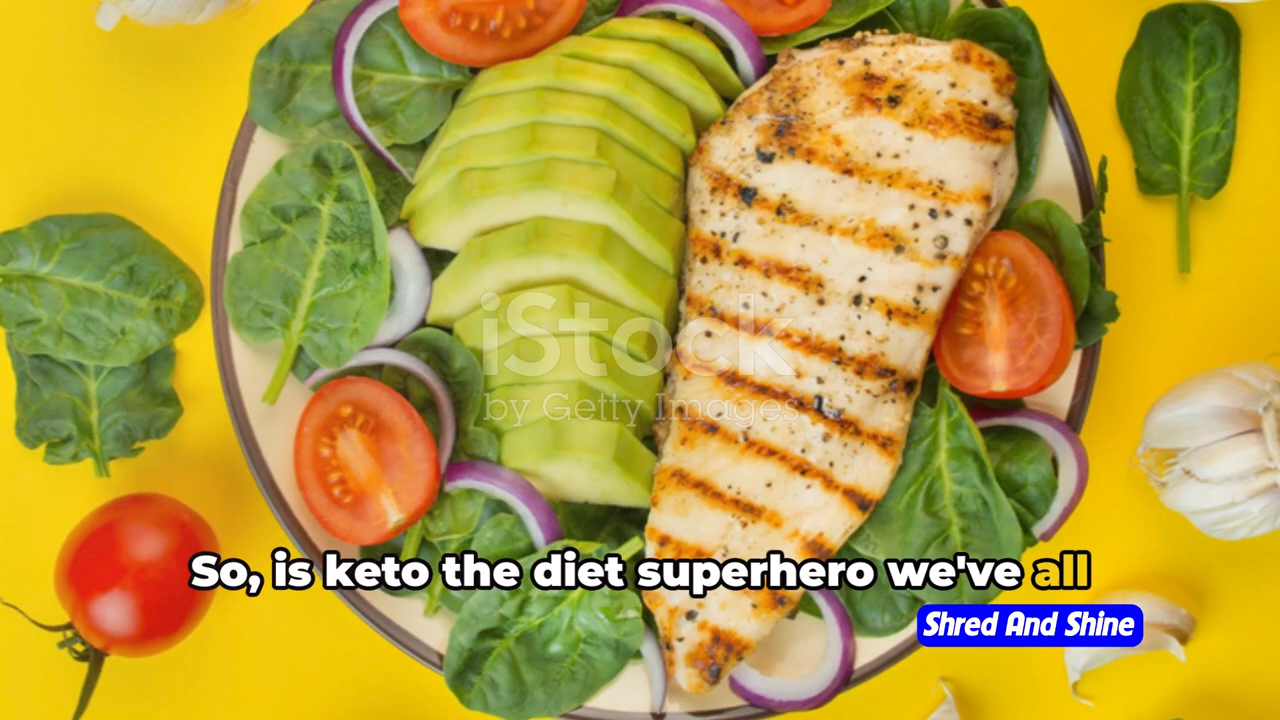 iStock
by Getty Images
So, is keto the diet superhero we've all
Shred And Shine